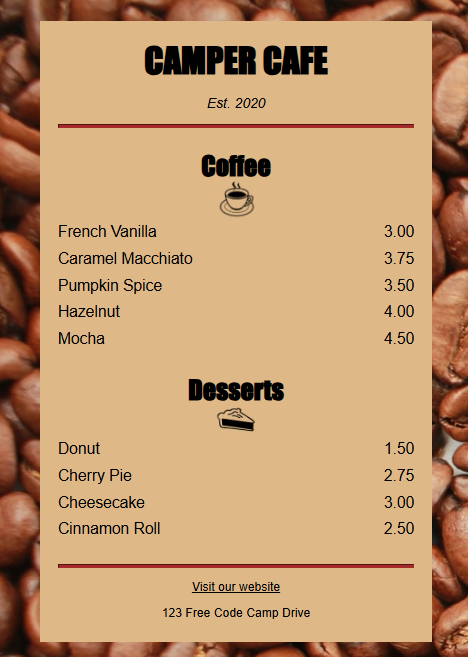 CAMPER CAFE
Est. 2020
Coffee
French Vanilla 3.00
Caramel Macchiato 3.75
Pumpkin Spice 3.50
Hazelnut 4.00
Mocha 4.50
Desserts
Donut 1.50
Cherry Pie 2.75
Cheesecake 3.00
Cinnamon Roll 2.50
Visit our website
123 Free Code Camp Drive